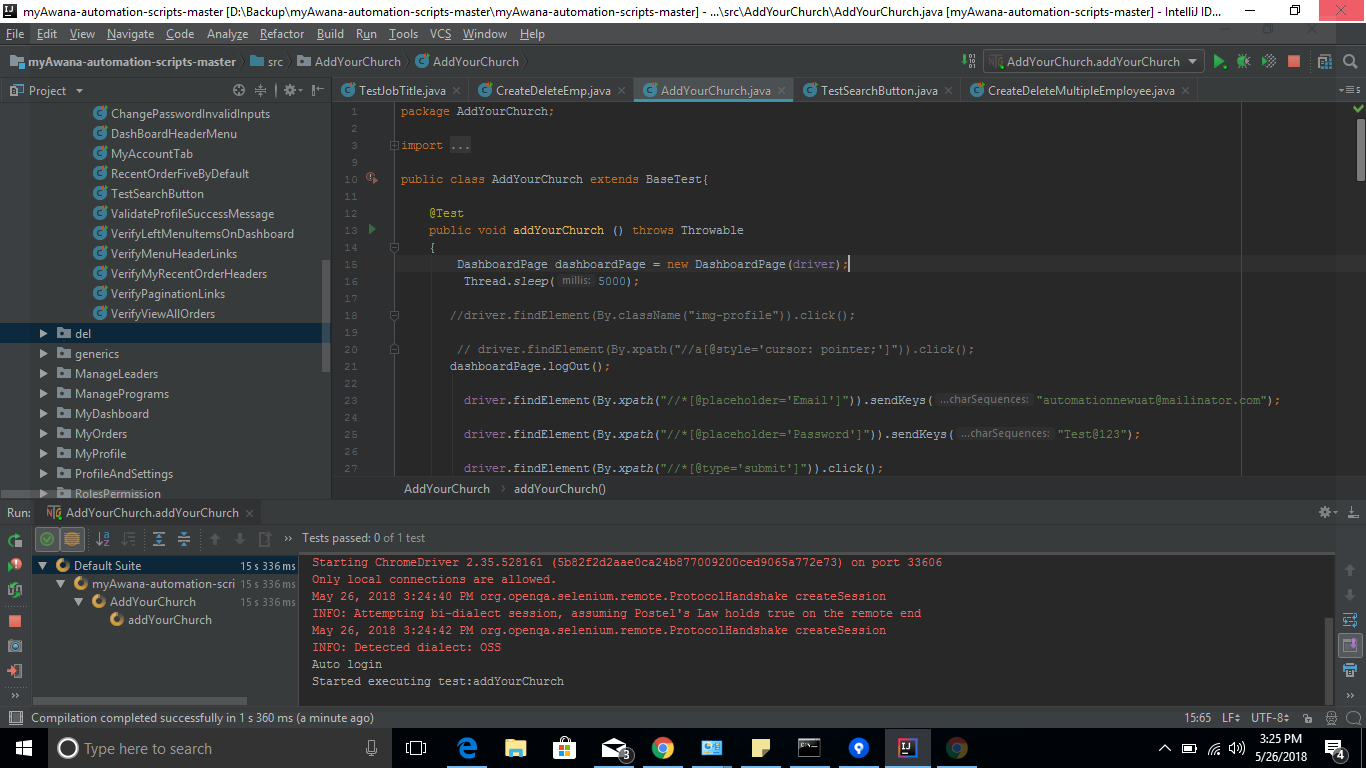 myAwana-automation-scripts-master [D:\Backup\myAwana-automation-scripts-master\myAwana-automation-scripts-master] - ...\src\AddYourChurch\AddYourChurch.java [myAwana-automation-scripts-master] - IntelliJ ID...
File Edit View Navigate Code Analyze Refactor Build Run Tools VCS Window Help
myAwana-automation-scripts-master src AddYourChurch AddYourChurch AddYourChurch.addYourChurch
Project TestJobTitle.java CreateDeleteEmp.java AddYourChurch.java TestSearchButton.java CreateDeleteMultipleEmployee.java 5
ChangePasswordInvalidInputs
DashBoardHeaderMenu
MyAccountTab
RecentOrderFiveByDefault
TestSearchButton
ValidateProfileSuccessMessage
VerifyLeftMenuItemsOnDashboard
VerifyMenuHeaderLinks
VerifyMyRecentOrderHeaders
VerifyPaginationLinks
VerifyViewAllOrders
del
generics
ManageLeaders
ManagePrograms
MyDashboard
MyOrders
MyProfile
ProfileAndSettings
RolesPermission
1 package AddYourChurch;
2
3 import ...
9
10 public class AddYourChurch extends BaseTest{
11
12 @Test
13 public void addYourChurch () throws Throwable
14 {
15 DashboardPage dashboardPage = new DashboardPage(driver);
16 Thread.sleep( millis: 5000);
17
18 //driver.findElement(By.className("img-profile")).click();
19
20 // driver.findElement(By.xpath("//a[@style='cursor: pointer;']")).click();
21 dashboardPage.logOut();
22
23 driver.findElement(By.xpath("//*[@placeholder='Email']")).sendKeys( ...charSequences: "automationnewuat@mailinator.com");
24
25 driver.findElement(By.xpath("//*[@placeholder='Password']")).sendKeys( ...charSequences: "Test@123");
26
27 driver.findElement(By.xpath("//*[@type='submit']")).click();
AddYourChurch addYourChurch()
Run: AddYourChurch.addYourChurch
Tests passed: 0 of 1 test
Default Suite 15 s 336 ms
myAwana-automation-scri 15 s 336 ms
AddYourChurch 15 s 336 ms
addYourChurch
Starting ChromeDriver 2.35.528161 (5b82f2d2aae0ca24b877009200ced9065a772e73) on port 33606
Only local connections are allowed.
May 26, 2018 3:24:40 PM org.openqa.selenium.remote.ProtocolHandshake createSession
INFO: Attempting bi-dialect session, assuming Postel's Law holds true on the remote end
May 26, 2018 3:24:42 PM org.openqa.selenium.remote.ProtocolHandshake createSession
INFO: Detected dialect: OSS
Auto login
Started executing test:addYourChurch
Compilation completed successfully in 1 s 360 ms (a minute ago) 15:65 LF UTF-8
Type here to search 3 3:25 PM
5/26/2018 4